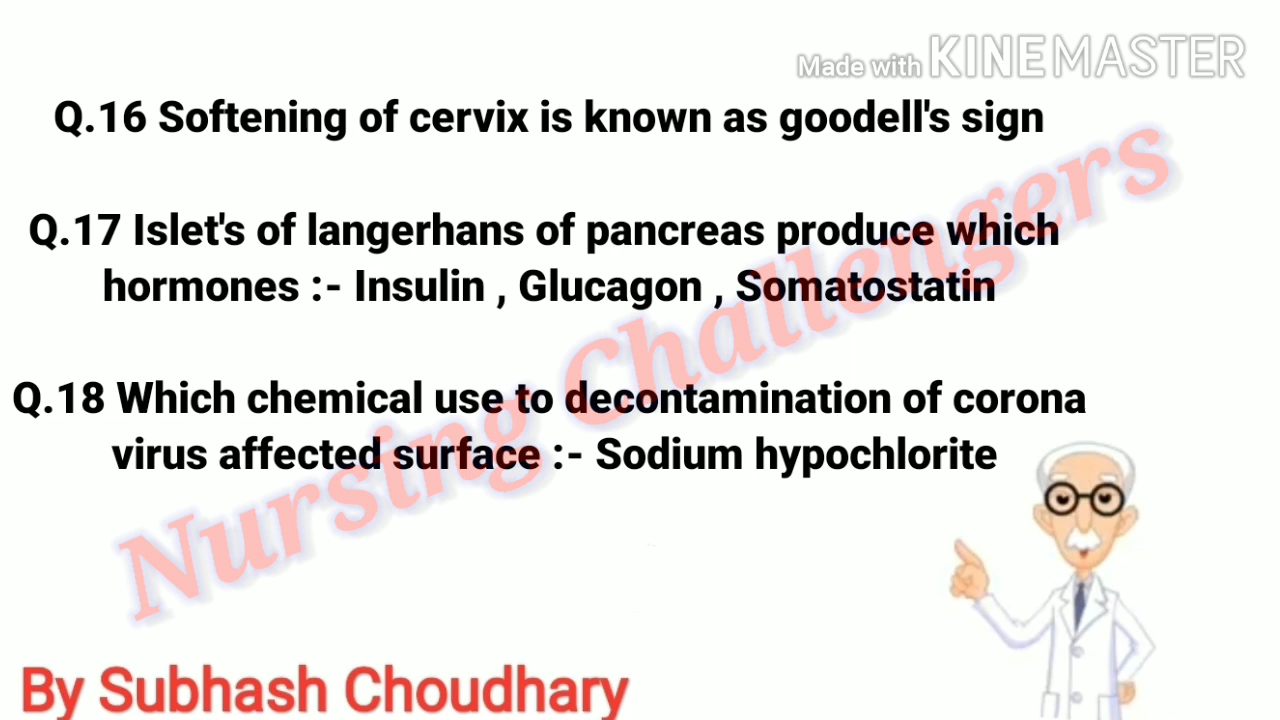 Made with KINEMASTER
Q.16 Softening of cervix is known as goodell's sign
Q.17 Islet's of langerhans of pancreas produce which
hormones :- Insulin , Glucagon , Somatostatin
Q.18 Which chemical use to decontamination of corona
virus affected surface :- Sodium hypochlorite
Nursing Challengers
By Subhash Choudhary